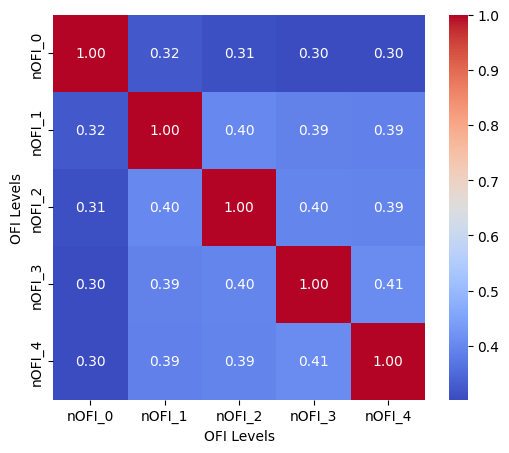 nOFI_0 1.00 0.32 0.31 0.30 0.30
nOFI_1 0.32 1.00 0.40 0.39 0.39
nOFI_2 0.31 0.40 1.00 0.40 0.39
nOFI_3 0.30 0.39 0.40 1.00 0.41
nOFI_4 0.30 0.39 0.39 0.41 1.00
OFI Levels
nOFI_0 nOFI_1 nOFI_2 nOFI_3 nOFI_4
OFI Levels
1.0
0.9
0.8
0.7
0.6
0.5
0.4